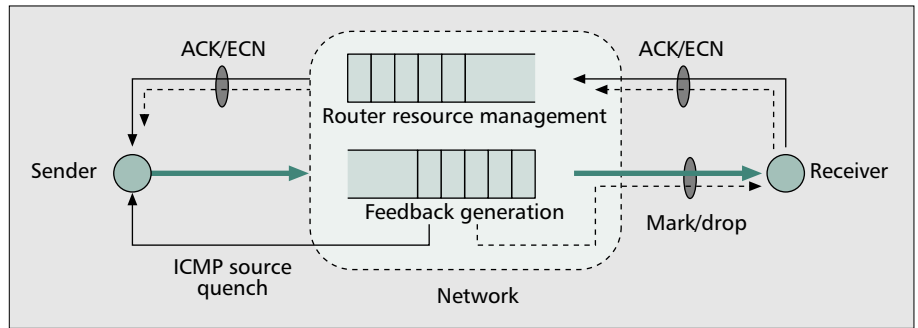 ACK/ECN
ACK/ECN
Router resource management
Sender
Receiver
Feedback generation
Mark/drop
ICMP source
quench
Network